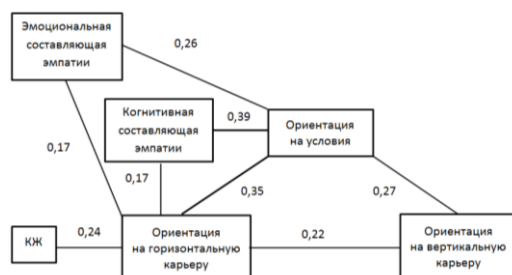 Эмоциональная
составляющая
эмпатии
0,26
Когнитивная
составляющая
эмпатии
0,39
Ориентация
на условия
0,17
0,17
0,35
0,27
КЖ
0,24
Ориентация
на горизонтальную
карьеру
0,22
Ориентация
на вертикальную
карьеру